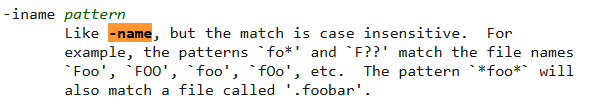 -iname pattern
Like -name, but the match is case insensitive. For
example, the patterns `fo*' and `F??' match the file names
`Foo', `FOO', `foo', `fOo', etc. The pattern `*foo*` will
also match a file called '.foobar'.